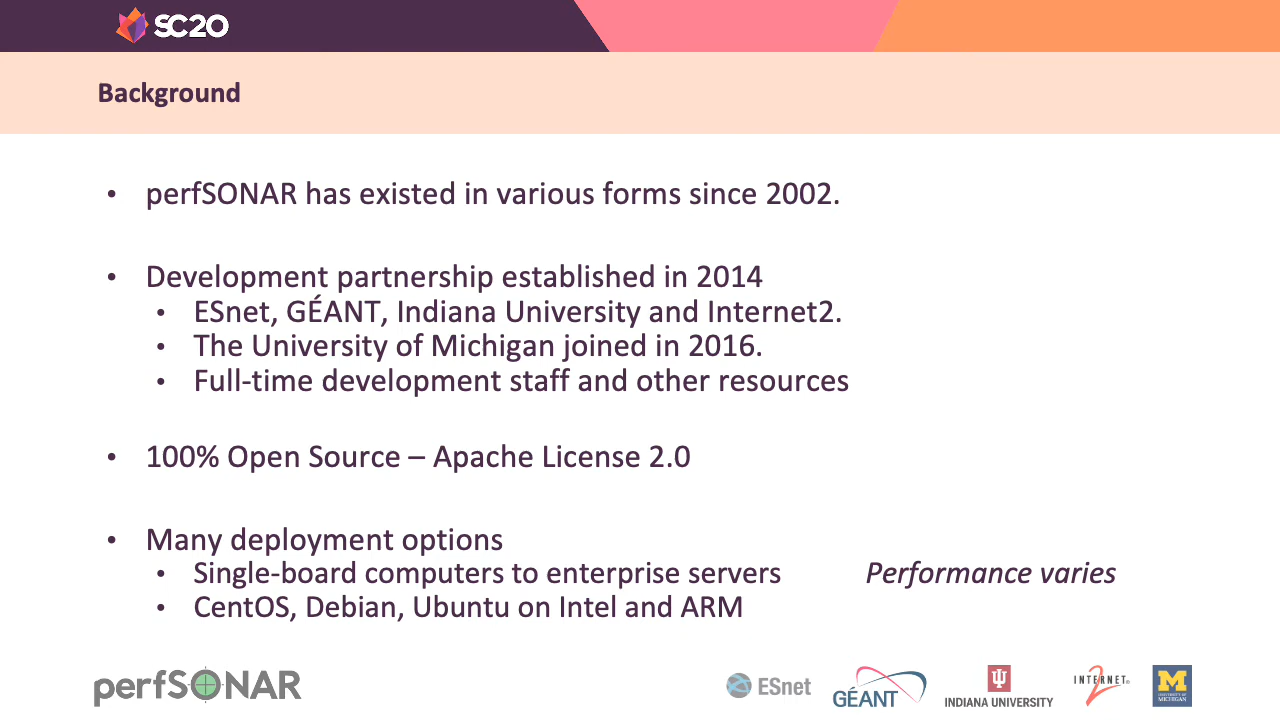 SC20
Background
• perfSONAR has existed in various forms since 2002.
• Development partnership established in 2014
• ESnet, GÉANT, Indiana University and Internet2.
• The University of Michigan joined in 2016.
• Full-time development staff and other resources
• 100% Open Source – Apache License 2.0
• Many deployment options
• Single-board computers to enterprise servers Performance varies
• CentOS, Debian, Ubuntu on Intel and ARM
perfSONAR
ESnet
GÉANT
INDIANA UNIVERSITY
INTERNET2
M
UNIVERSITY OF
MICHIGAN